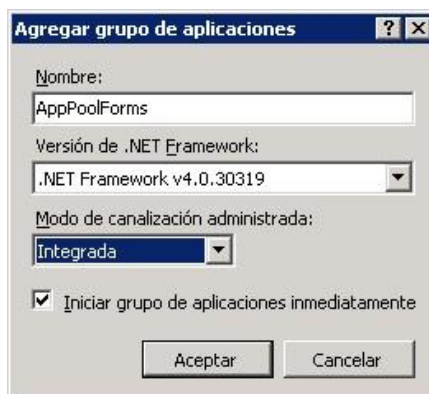 Agregar grupo de aplicaciones
Nombre:
AppPoolForms
Versión de .NET Framework:
.NET Framework v4.0.30319
Modo de canalización administrada:
Integrada
Iniciar grupo de aplicaciones inmediatamente
Aceptar Cancelar